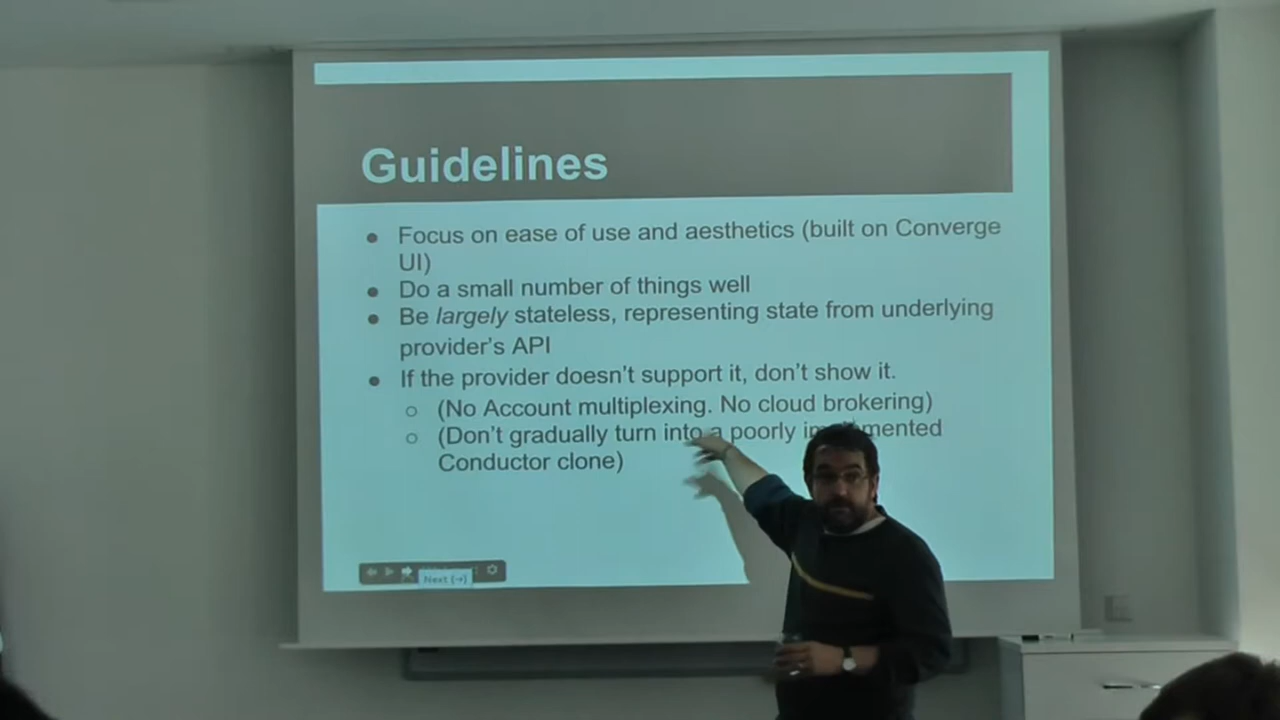 Guidelines
● Focus on ease of use and aesthetics (built on Converge
UI)
● Do a small number of things well
● Be largely stateless, representing state from underlying
provider's API
● If the provider doesn't support it, don't show it.
○ (No Account multiplexing. No cloud brokering)
○ (Don't gradually turn into a poorly implemented
Conductor clone)
Next (→)